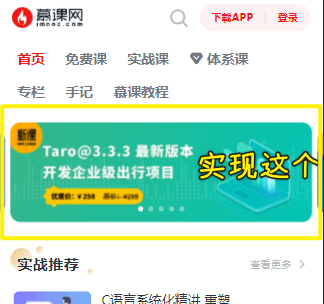 慕课网
imooc.com
下载APP
登录
首页 免费课 实战课 体系课
专栏 手记 慕课教程
新课
Taro@3.3.3 最新版本
开发企业级出行项目
实现这个
优惠价:¥258 原价:¥299
实战推荐
查看更多 >
C语言系统化精讲 重塑